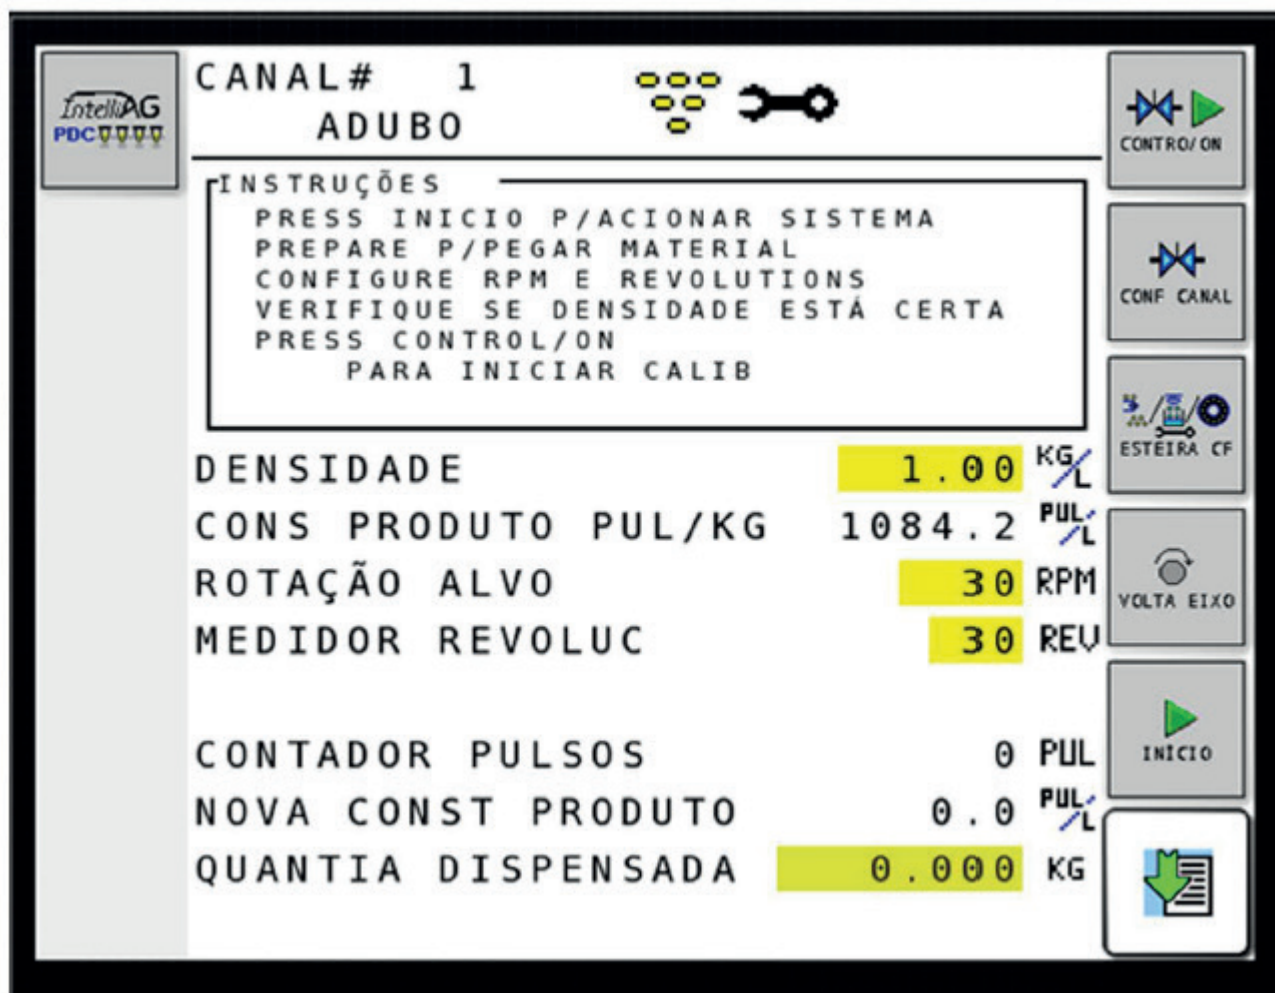 IntelliAG
PDC
CANAL# 1
ADUBO
CONTRO/ON
INSTRUÇÕES
PRESS INICIO P/ACIONAR SISTEMA
PREPARE P/PEGAR MATERIAL
CONFIGURE RPM E REVOLUTIONS
VERIFIQUE SE DENSIDADE ESTÁ CERTA
PRESS CONTROL/ON
PARA INICIAR CALIB
CONF CANAL
ESTEIRA CF
DENSIDADE 1.00 KG/L
CONS PRODUTO PUL/KG 1084.2 PUL/L
ROTAÇÃO ALVO 30 RPM
VOLTA EIXO
MEDIDOR REVOLUC 30 REV
CONTADOR PULSOS 0 PUL
INÍCIO
NOVA CONST PRODUTO 0.0 PUL/L
QUANTIA DISPENSADA 0.000 KG